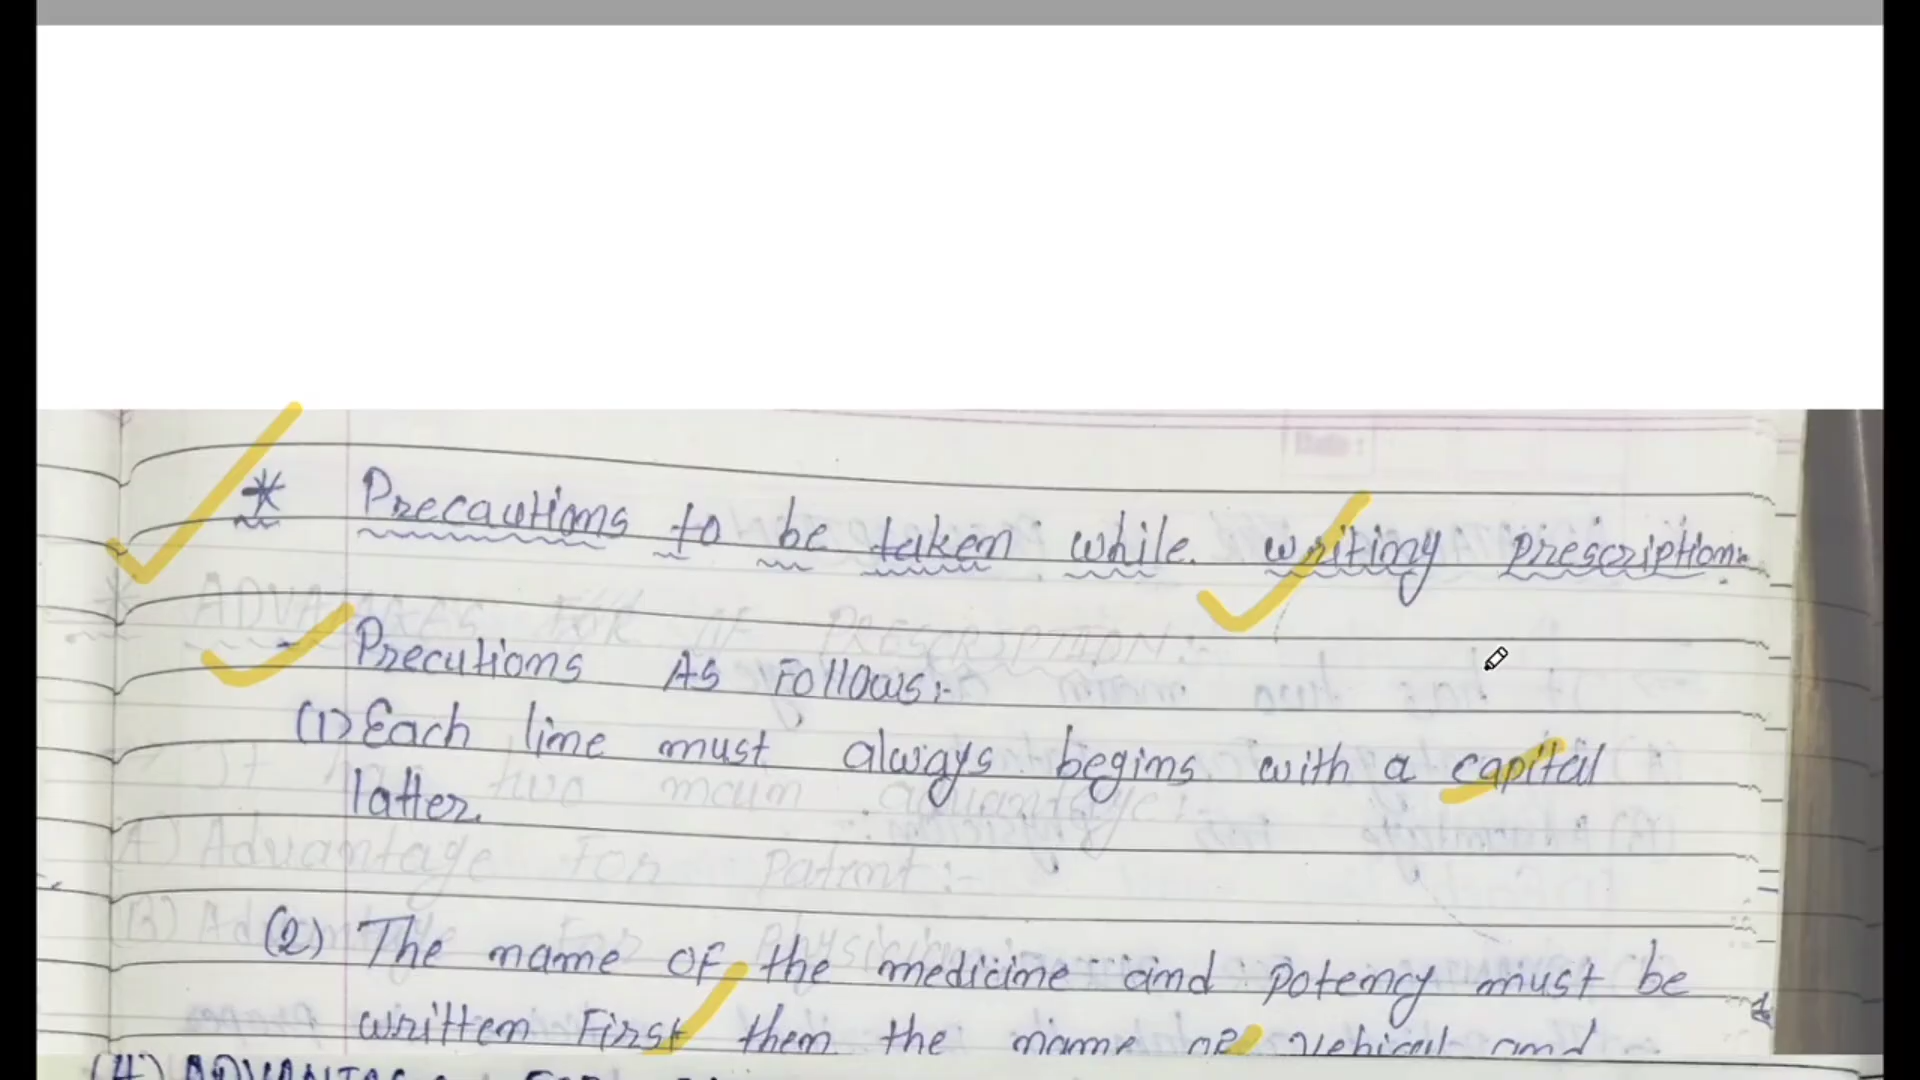 * Precautions to be taken while writing prescription:-
- Precutions As Follows:-
(1) Each line must always begins with a capital
latter.
(2) The name of the medicine and potency must be
written First then the name of vehical and